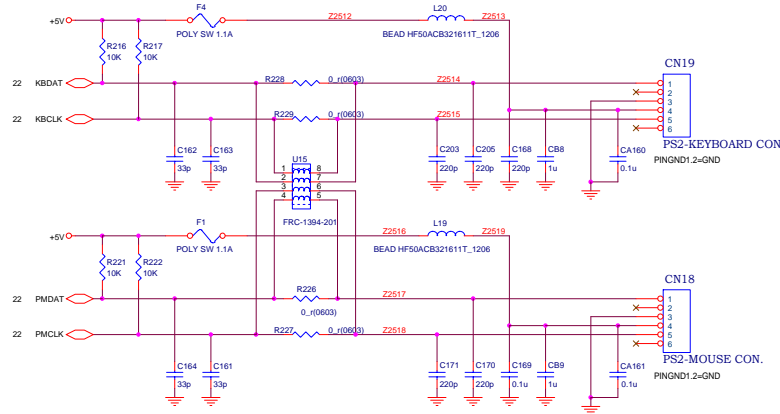 F4
L20
+5V
Z2512
Z2513
POLY SW 1.1A
BEAD HF50ACB321611T_1206
R216
10K
R217
10K
CN19
22 KBDAT
R228
0_r(0603)
Z2514
1
2
3
4
5
6
22 KBCLK
R229
0_r(0603)
Z2515
PS2-KEYBOARD CON
PINGND1.2=GND
C162
33p
C163
33p
U15
1
2
3
4
8
7
6
5
FRC-1394-201
C203
220p
C205
220p
C168
220p
CB8
1u
CA160
0.1u
F1
L19
+5V
Z2516
Z2519
POLY SW 1.1A
BEAD HF50ACB321611T_1206
R221
10K
R222
10K
CN18
22 PMDAT
R226
0_r(0603)
Z2517
1
2
3
4
5
6
22 PMCLK
R227
0_r(0603)
Z2518
PS2-MOUSE CON.
PINGND1.2=GND
C164
33p
C161
33p
C171
220p
C170
220p
C169
0.1u
CB9
1u
CA161
0.1u